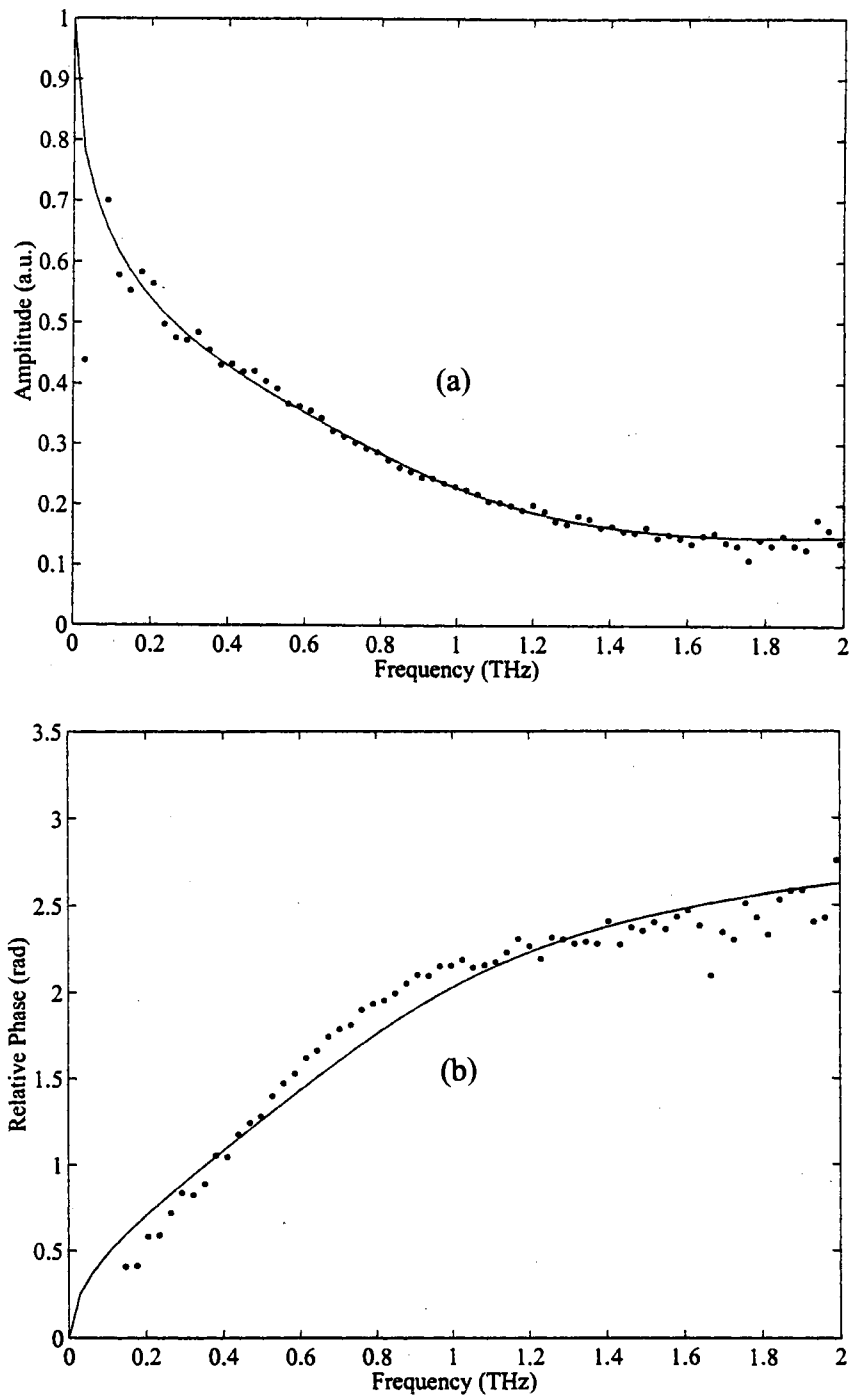 1
0.9
0.8
0.7
0.6
0.5
0.4
0.3
0.2
0.1
0
Amplitude (a.u.)
(a)
0 0.2 0.4 0.6 0.8 1 1.2 1.4 1.6 1.8 2
Frequency (THz)
3.5
3
2.5
2
1.5
1
0.5
0
Relative Phase (rad)
(b)
0 0.2 0.4 0.6 0.8 1 1.2 1.4 1.6 1.8 2
Frequency (THz)